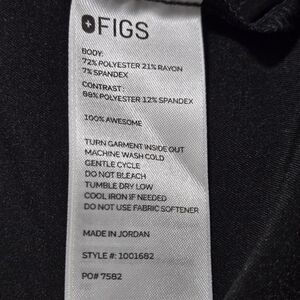 FIGS
BODY:
72% POLYESTER 21% RAYON
7% SPANDEX
CONTRAST:
88% POLYESTER 12% SPANDEX
100% AWESOME
TURN GARMENT INSIDE OUT
MACHINE WASH COLD
GENTLE CYCLE
DO NOT BLEACH
TUMBLE DRY LOW
COOL IRON IF NEEDED
DO NOT USE FABRIC SOFTENER
MADE IN JORDAN
STYLE #: 1001682
PO# 7582